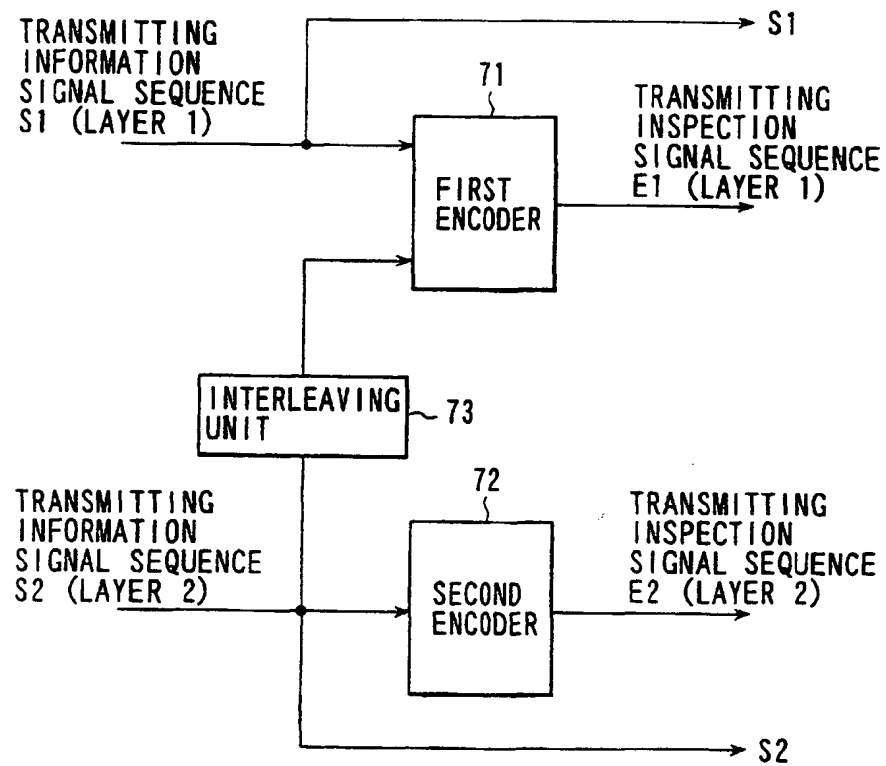 S1
TRANSMITTING
INFORMATION
SIGNAL SEQUENCE
S1 (LAYER 1)
71
FIRST
ENCODER
TRANSMITTING
INSPECTION
SIGNAL SEQUENCE
E1 (LAYER 1)
INTERLEAVING
UNIT
73
TRANSMITTING
INFORMATION
SIGNAL SEQUENCE
S2 (LAYER 2)
72
SECOND
ENCODER
TRANSMITTING
INSPECTION
SIGNAL SEQUENCE
E2 (LAYER 2)
S2